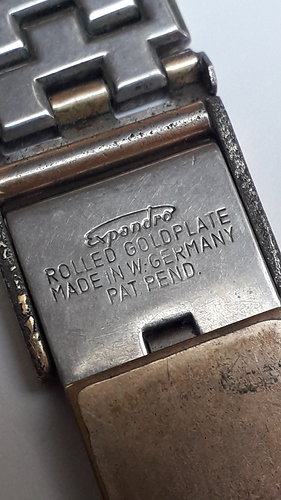 expandro
ROLLED GOLDPLATE
MADE IN W. GERMANY
PAT. PEND.